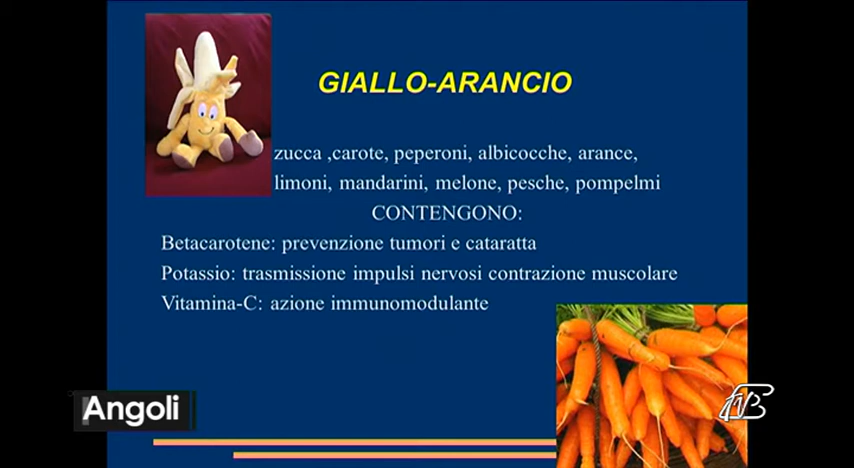 GIALLO-ARANCIO
zucca ,carote, peperoni, albicocche, arance,
limoni, mandarini, melone, pesche, pompelmi
CONTENGONO:
Betacarotene: prevenzione tumori e cataratta
Potassio: trasmissione impulsi nervosi contrazione muscolare
Vitamina-C: azione immunomodulante
Angoli